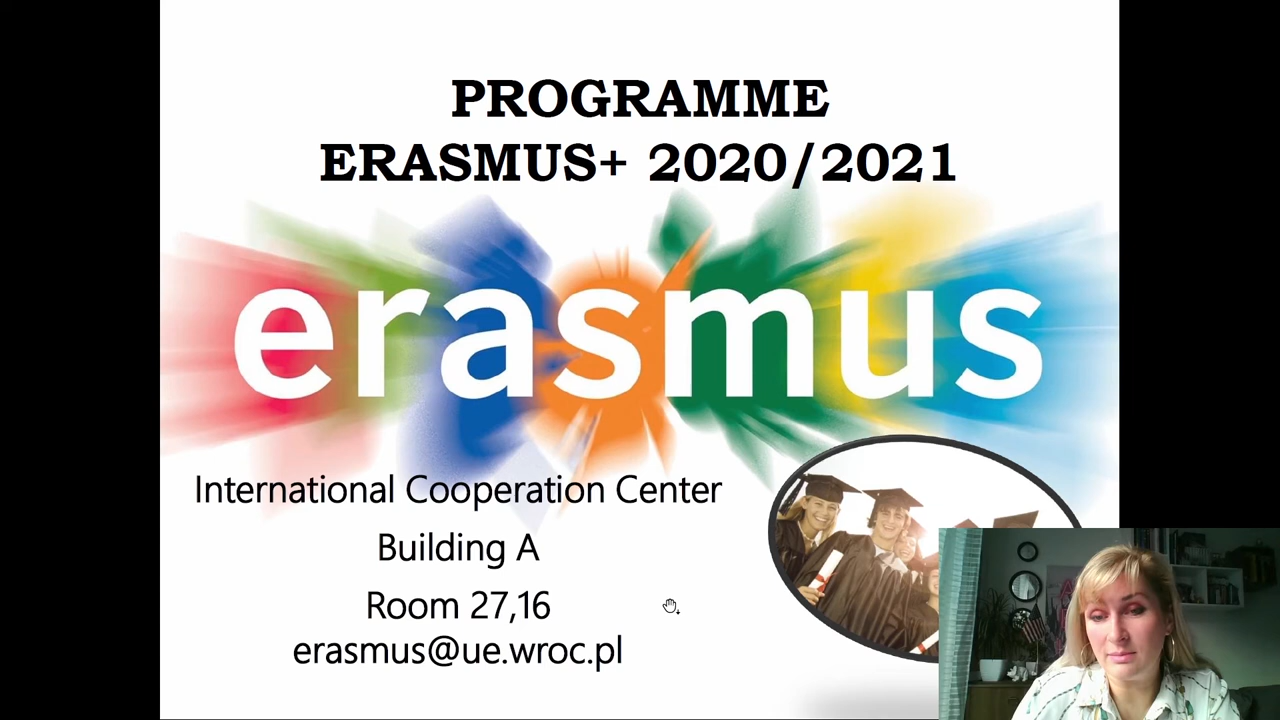 PROGRAMME
ERASMUS+ 2020/2021
erasmus
International Cooperation Center
Building A
Room 27,16
erasmus@ue.wroc.pl